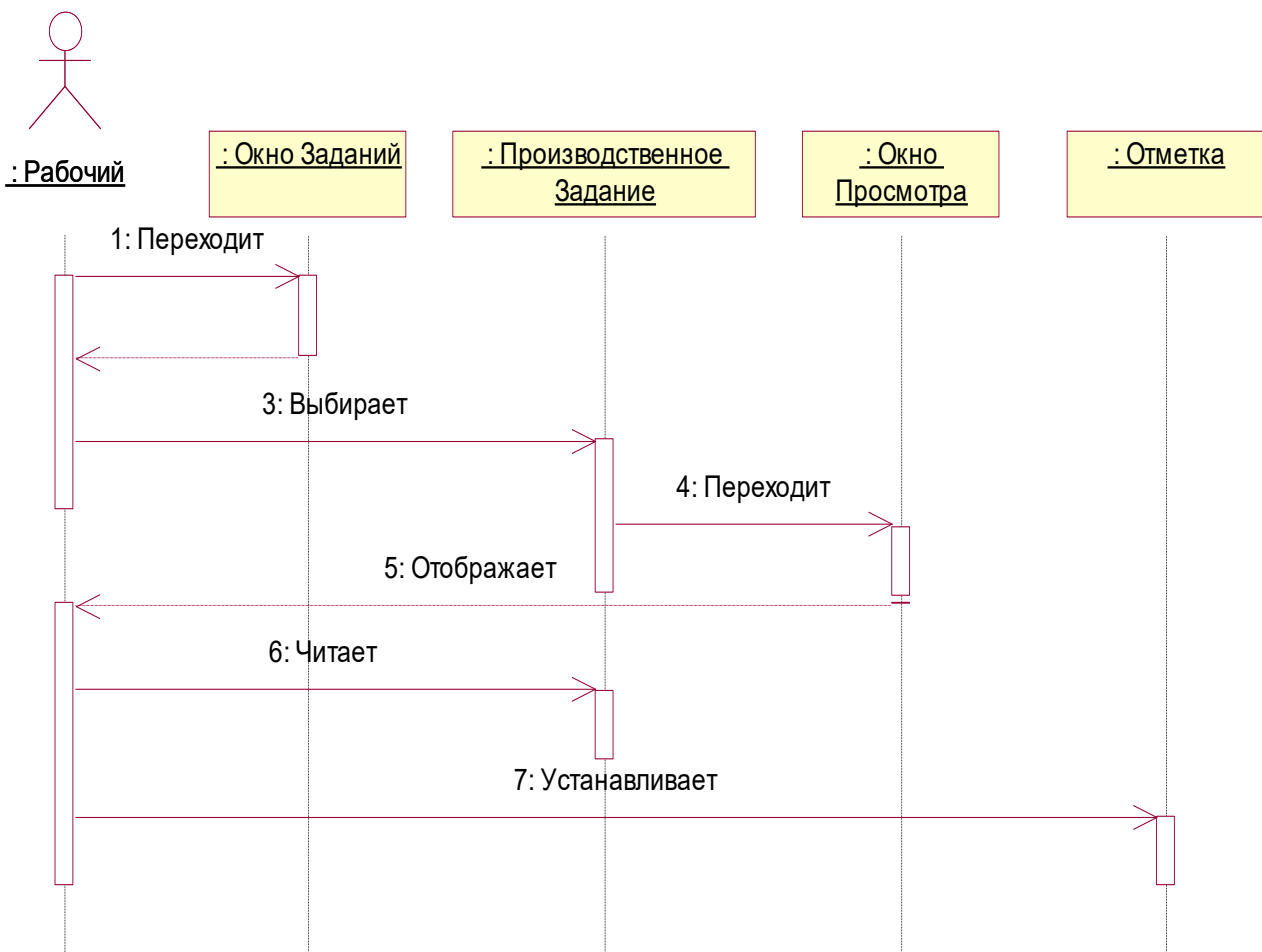 : Рабочий
: Окно Заданий
: Производственное
Задание
: Окно
Просмотра
: Отметка
1: Переходит
3: Выбирает
4: Переходит
5: Отображает
6: Читает
7: Устанавливает